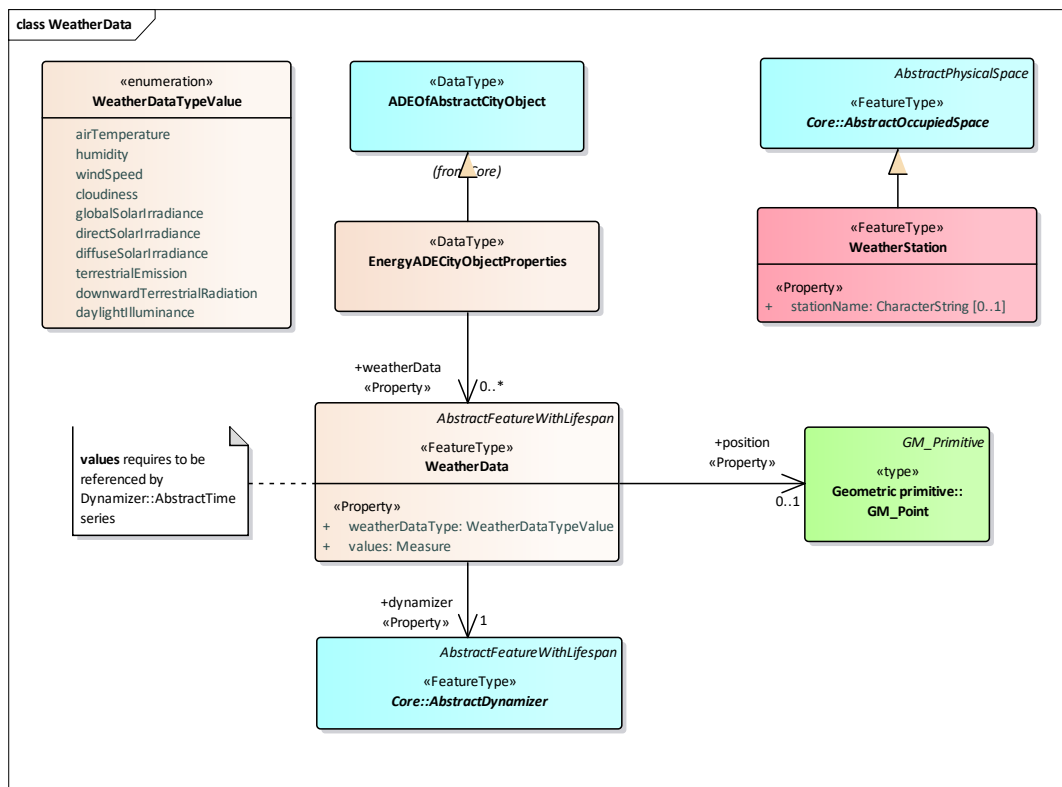 class WeatherData
«enumeration»
WeatherDataTypeValue
airTemperature
humidity
windSpeed
cloudiness
globalSolarIrradiance
directSolarIrradiance
diffuseSolarIrradiance
terrestrialEmission
downwardTerrestrialRadiation
daylightIlluminance
«DataType»
ADEOfAbstractCityObject
(from Core)
«DataType»
EnergyADECityObjectProperties
AbstractPhysicalSpace
«FeatureType»
Core::AbstractOccupiedSpace
«FeatureType»
WeatherStation
«Property»
+ stationName: CharacterString [0..1]
+weatherData
«Property»
0..*
values requires to be
referenced by
Dynamizer::AbstractTime
series
AbstractFeatureWithLifespan
«FeatureType»
WeatherData
«Property»
+ weatherDataType: WeatherDataTypeValue
+ values: Measure
+position
«Property»
0..1
GM_Primitive
«type»
Geometric primitive::
GM_Point
+dynamizer
«Property»
1
AbstractFeatureWithLifespan
«FeatureType»
Core::AbstractDynamizer